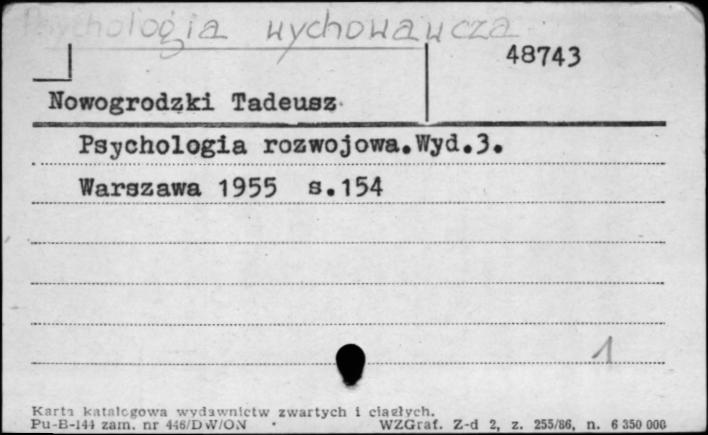 Psychologia wychowawcza
48743
Nowogrodzki Tadeusz
Psychologia rozwojowa.Wyd.3.
Warszawa 1955 s.154
1
Karta katalogowa wydawnictw zwartych i ciągłych.
Pu-B-144 zam. nr 446/DW/ON WZGraf. Z-d 2, z. 255/86, n. 6 350 000